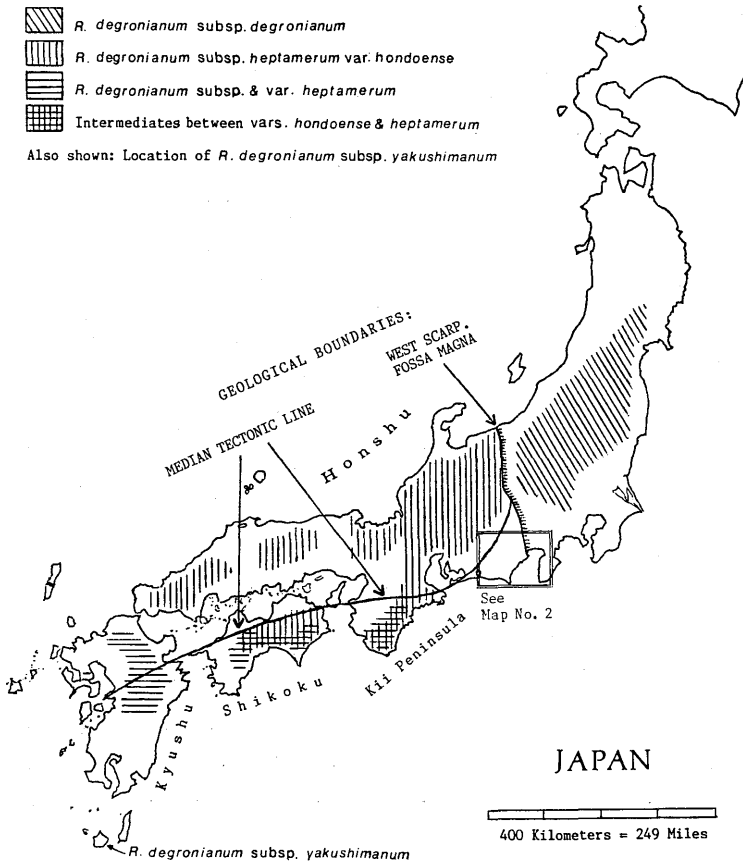 R. degronianum subsp. degronianum
R. degronianum subsp. heptamerum var. hondoense
R. degronianum subsp. & var. heptamerum
Intermediates between vars. hondoense & heptamerum
Also shown: Location of R. degronianum subsp. yakushimanum
GEOLOGICAL BOUNDARIES:
WEST SCARP.
FOSSA MAGNA
MEDIAN TECTONIC LINE
Honshu
See
Map No. 2
Kii Peninsula
Shikoku
Kyushu
JAPAN
400 Kilometers = 249 Miles
R. degronianum subsp. yakushimanum